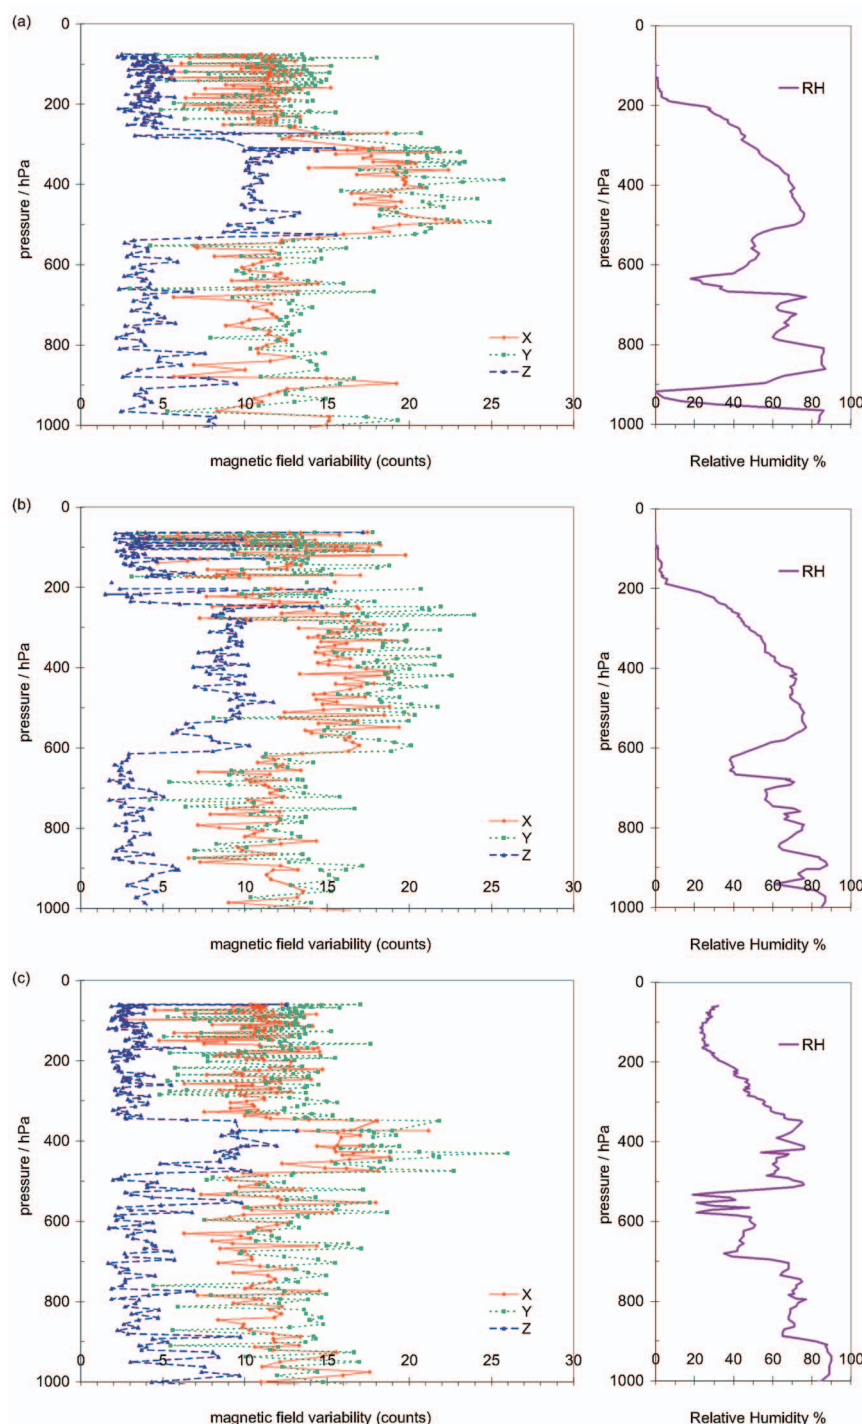 (a)
0
200
400
600
800
1000
pressure / hPa
X
Y
Z
0 5 10 15 20 25 30
magnetic field variability (counts)
0
200
400
600
800
1000
pressure / hPa
RH
0 20 40 60 80 100
Relative Humidity %
(b)
0
200
400
600
800
1000
pressure / hPa
X
Y
Z
0 5 10 15 20 25 30
magnetic field variability (counts)
0
200
400
600
800
1000
pressure / hPa
RH
0 20 40 60 80 100
Relative Humidity %
(c)
0
200
400
600
800
1000
pressure / hPa
X
Y
Z
0 5 10 15 20 25 30
magnetic field variability (counts)
0
200
400
600
800
1000
pressure / hPa
RH
0 20 40 60 80 100
Relative Humidity %